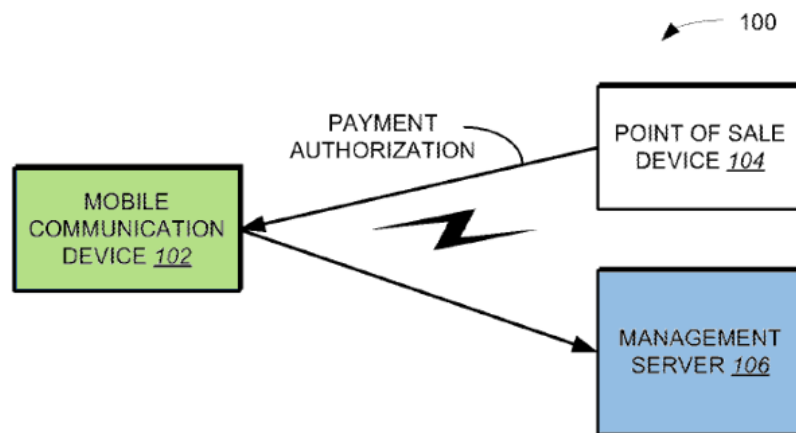 100
PAYMENT
AUTHORIZATION
POINT OF SALE
DEVICE 104
MOBILE
COMMUNICATION
DEVICE 102
MANAGEMENT
SERVER 106